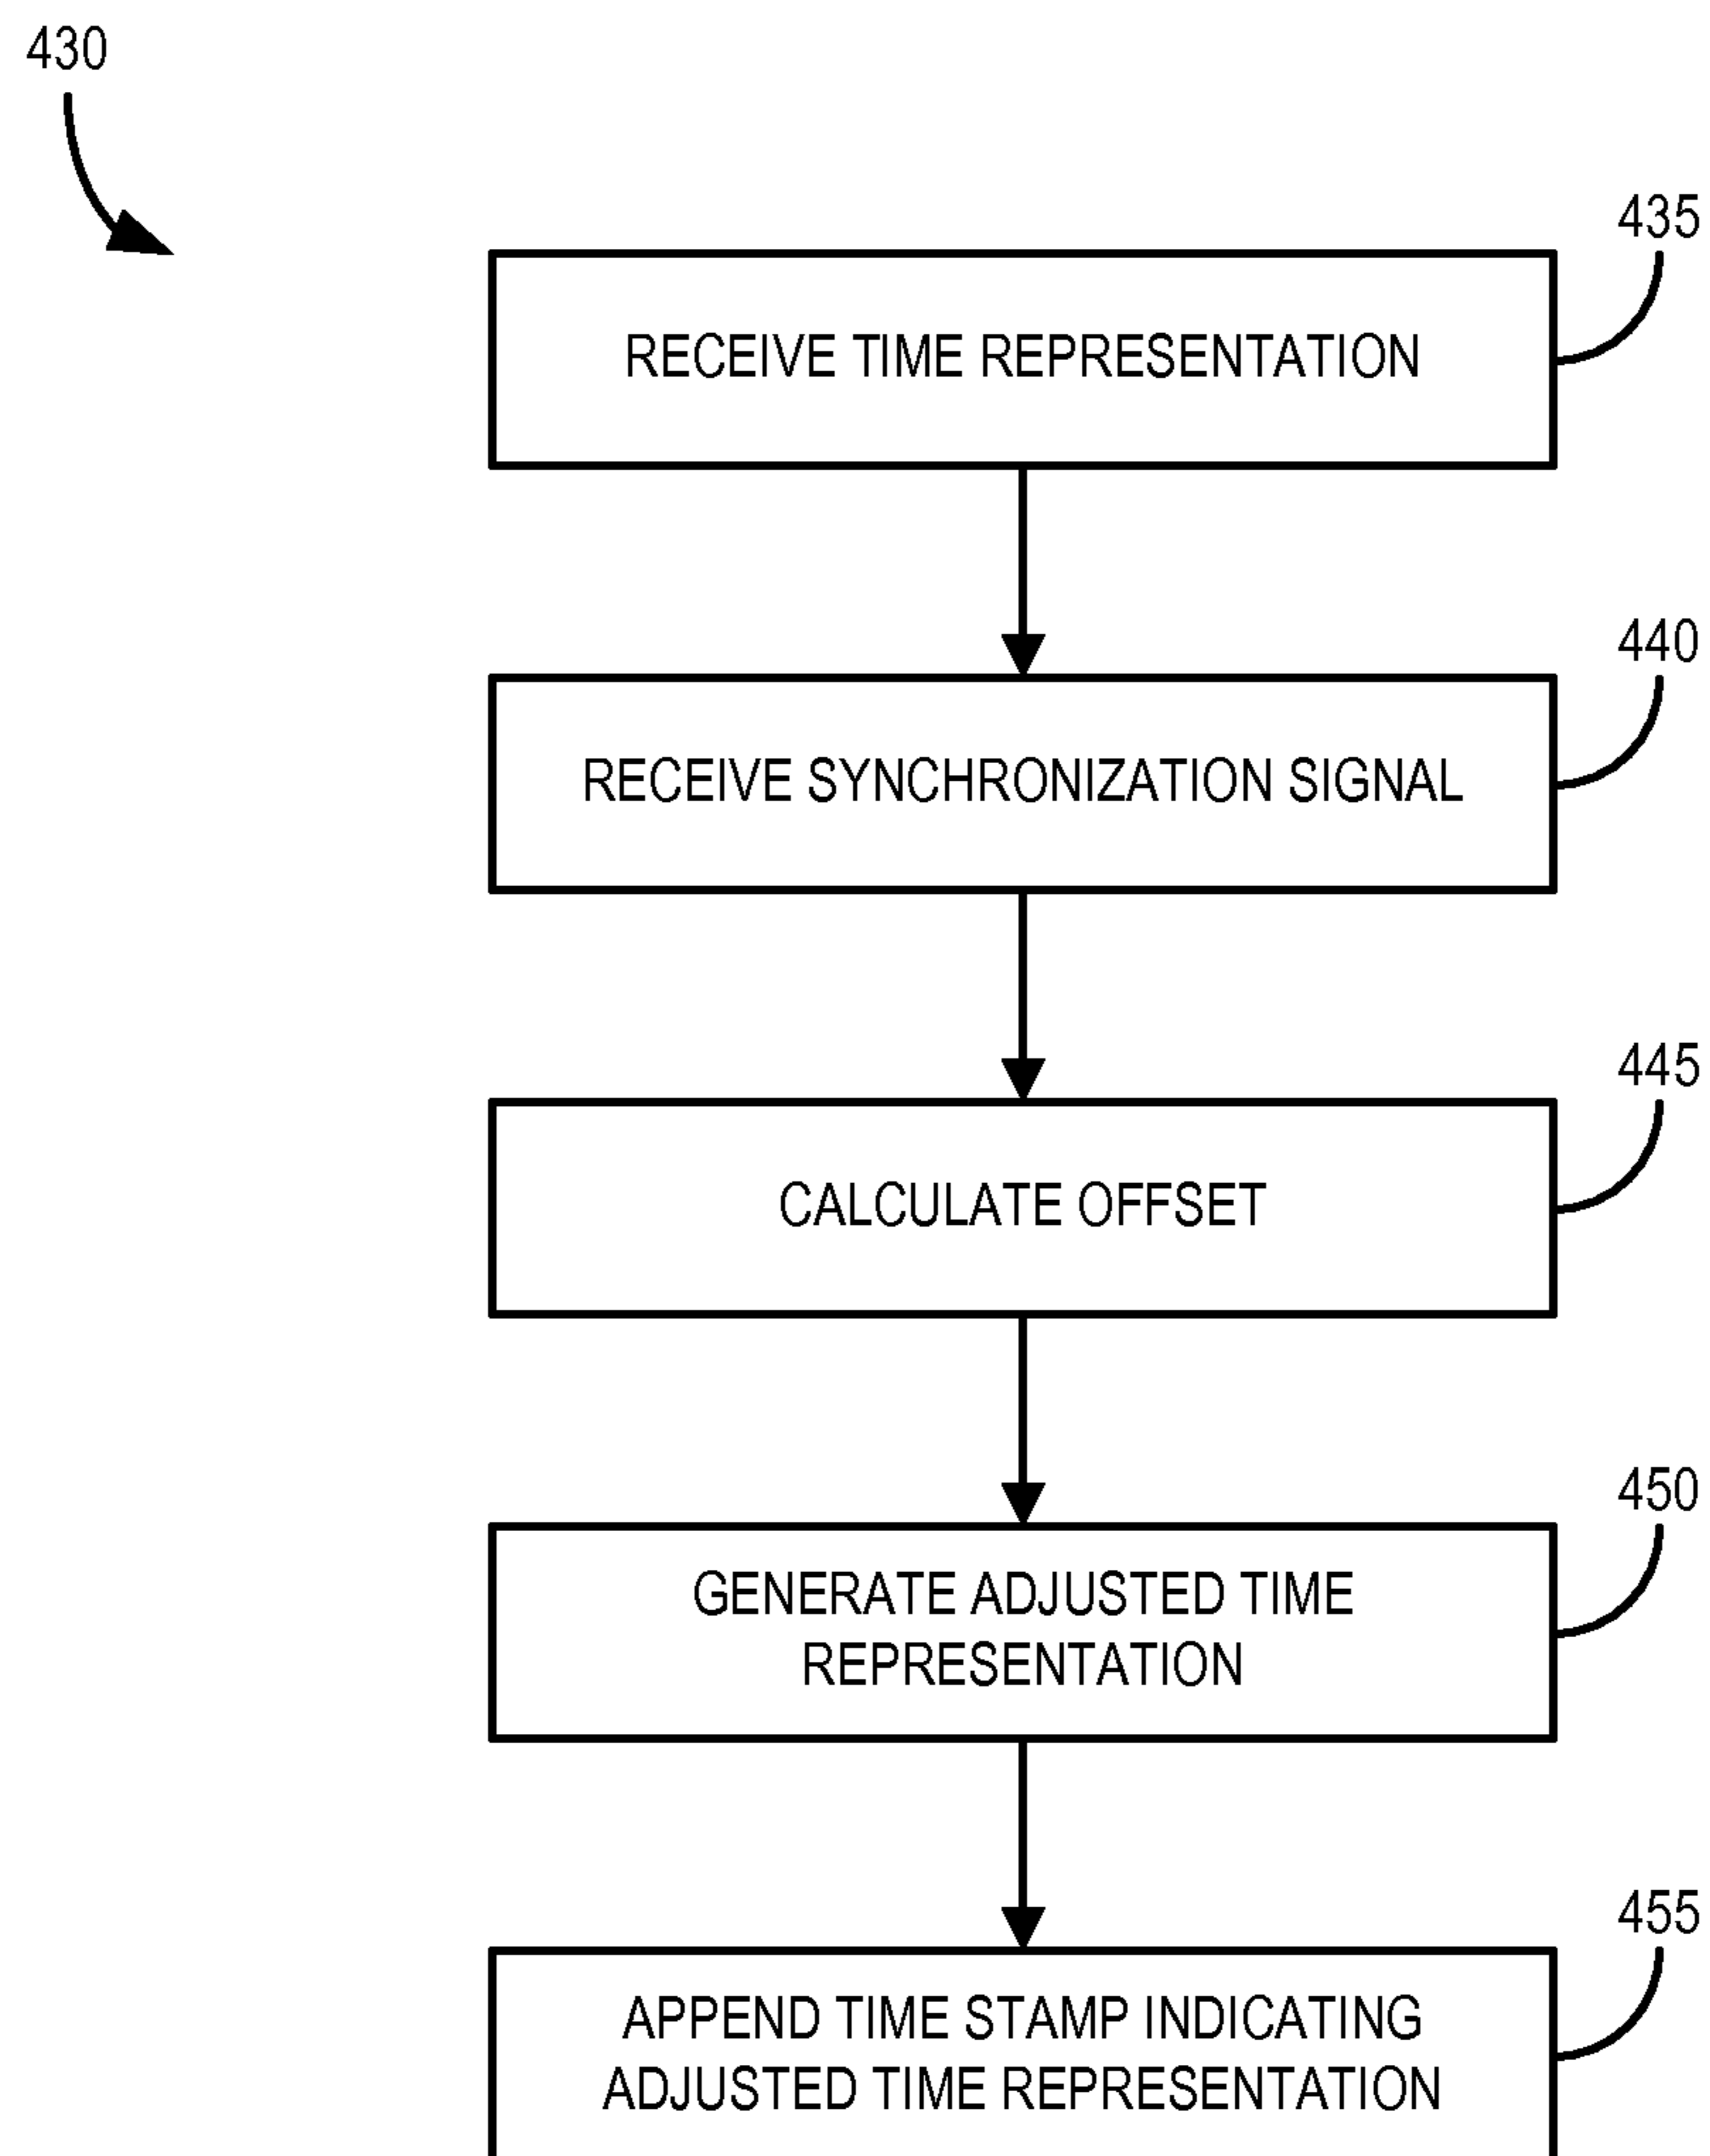 430
435
RECEIVE TIME REPRESENTATION
440
RECEIVE SYNCHRONIZATION SIGNAL
445
CALCULATE OFFSET
450
GENERATE ADJUSTED TIME
REPRESENTATION
455
APPEND TIME STAMP INDICATING
ADJUSTED TIME REPRESENTATION